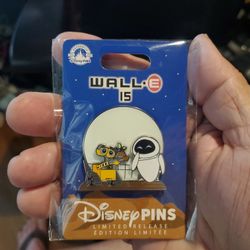 WALL·E
15
Disney PINS
LIMITED RELEASE
EDITION LIMITÉE